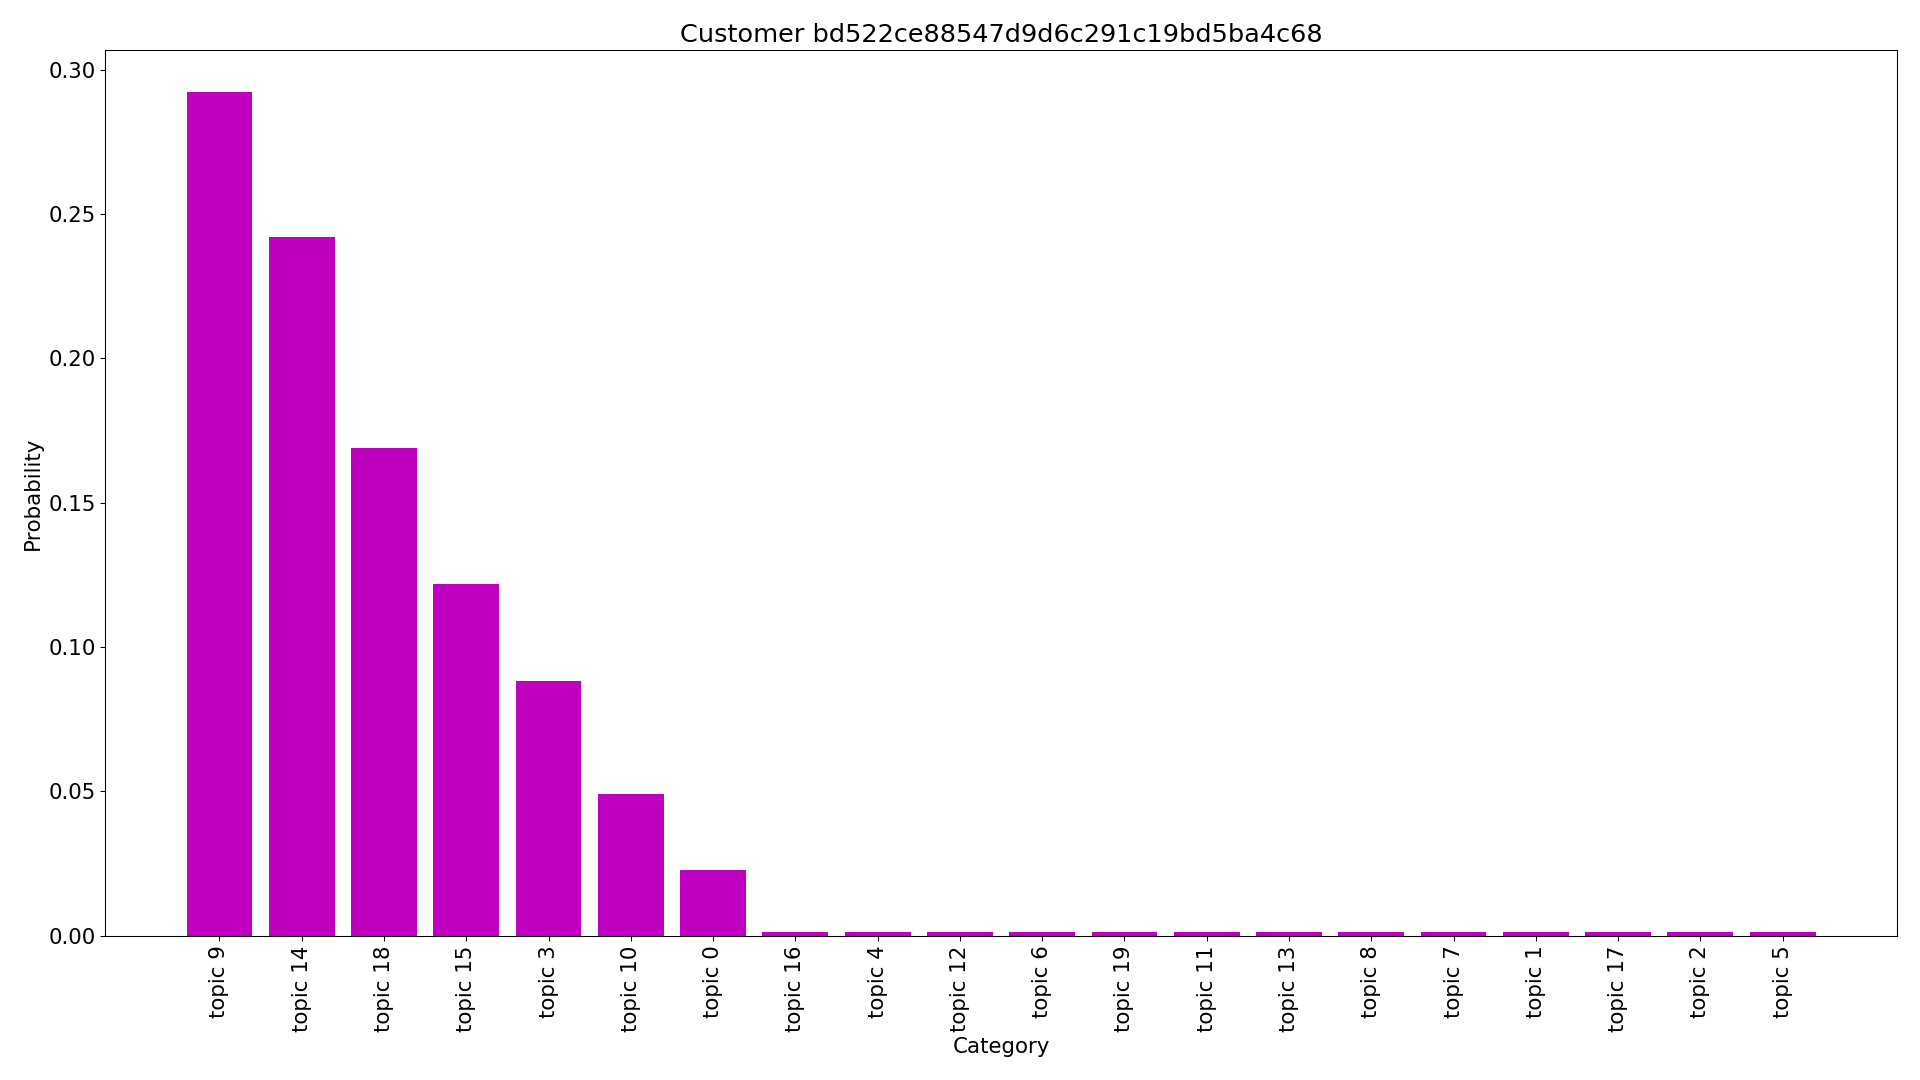 Customer bd522ce88547d9d6c291c19bd5ba4c68
Probability
0.30
0.25
0.20
0.15
0.10
0.05
0.00
topic 9
topic 14
topic 18
topic 15
topic 3
topic 10
topic 0
topic 16
topic 4
topic 12
topic 6
topic 19
topic 11
topic 13
topic 8
topic 7
topic 1
topic 17
topic 2
topic 5
Category